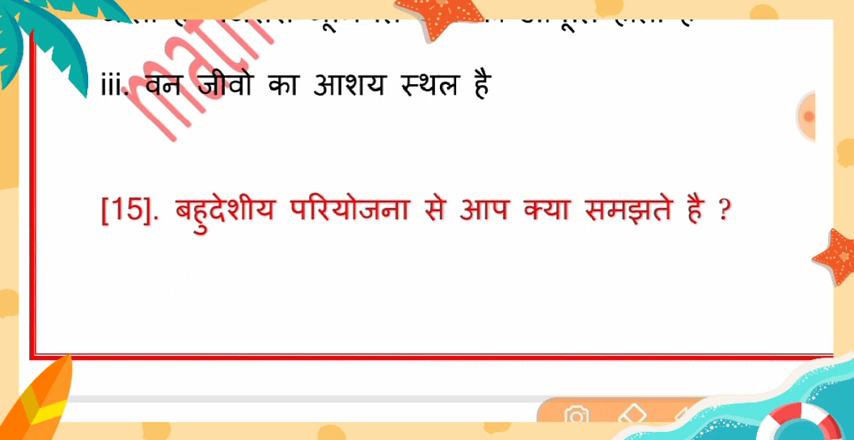 iii. वन जीवो का आशय स्थल है
[15]. बहुदेशीय परियोजना से आप क्या समझते है ?